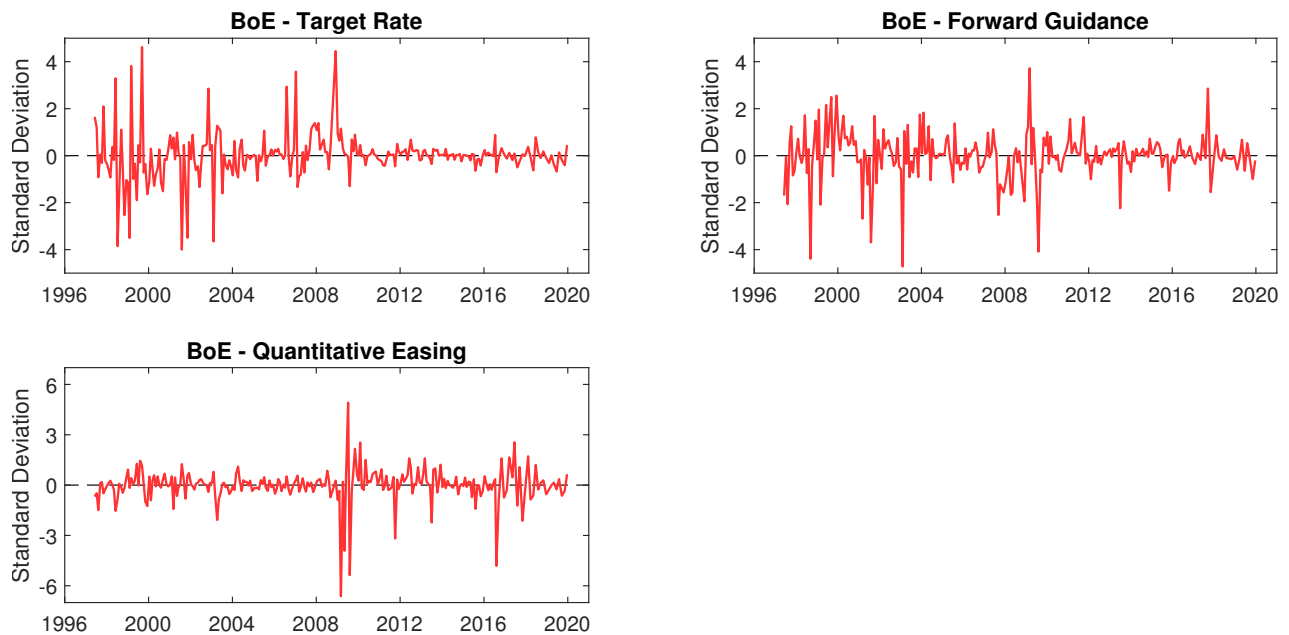 BoE - Target Rate
Standard Deviation
4
2
0
-2
-4
1996 2000 2004 2008 2012 2016 2020
BoE - Forward Guidance
Standard Deviation
4
2
0
-2
-4
1996 2000 2004 2008 2012 2016 2020
BoE - Quantitative Easing
Standard Deviation
6
3
0
-3
-6
1996 2000 2004 2008 2012 2016 2020